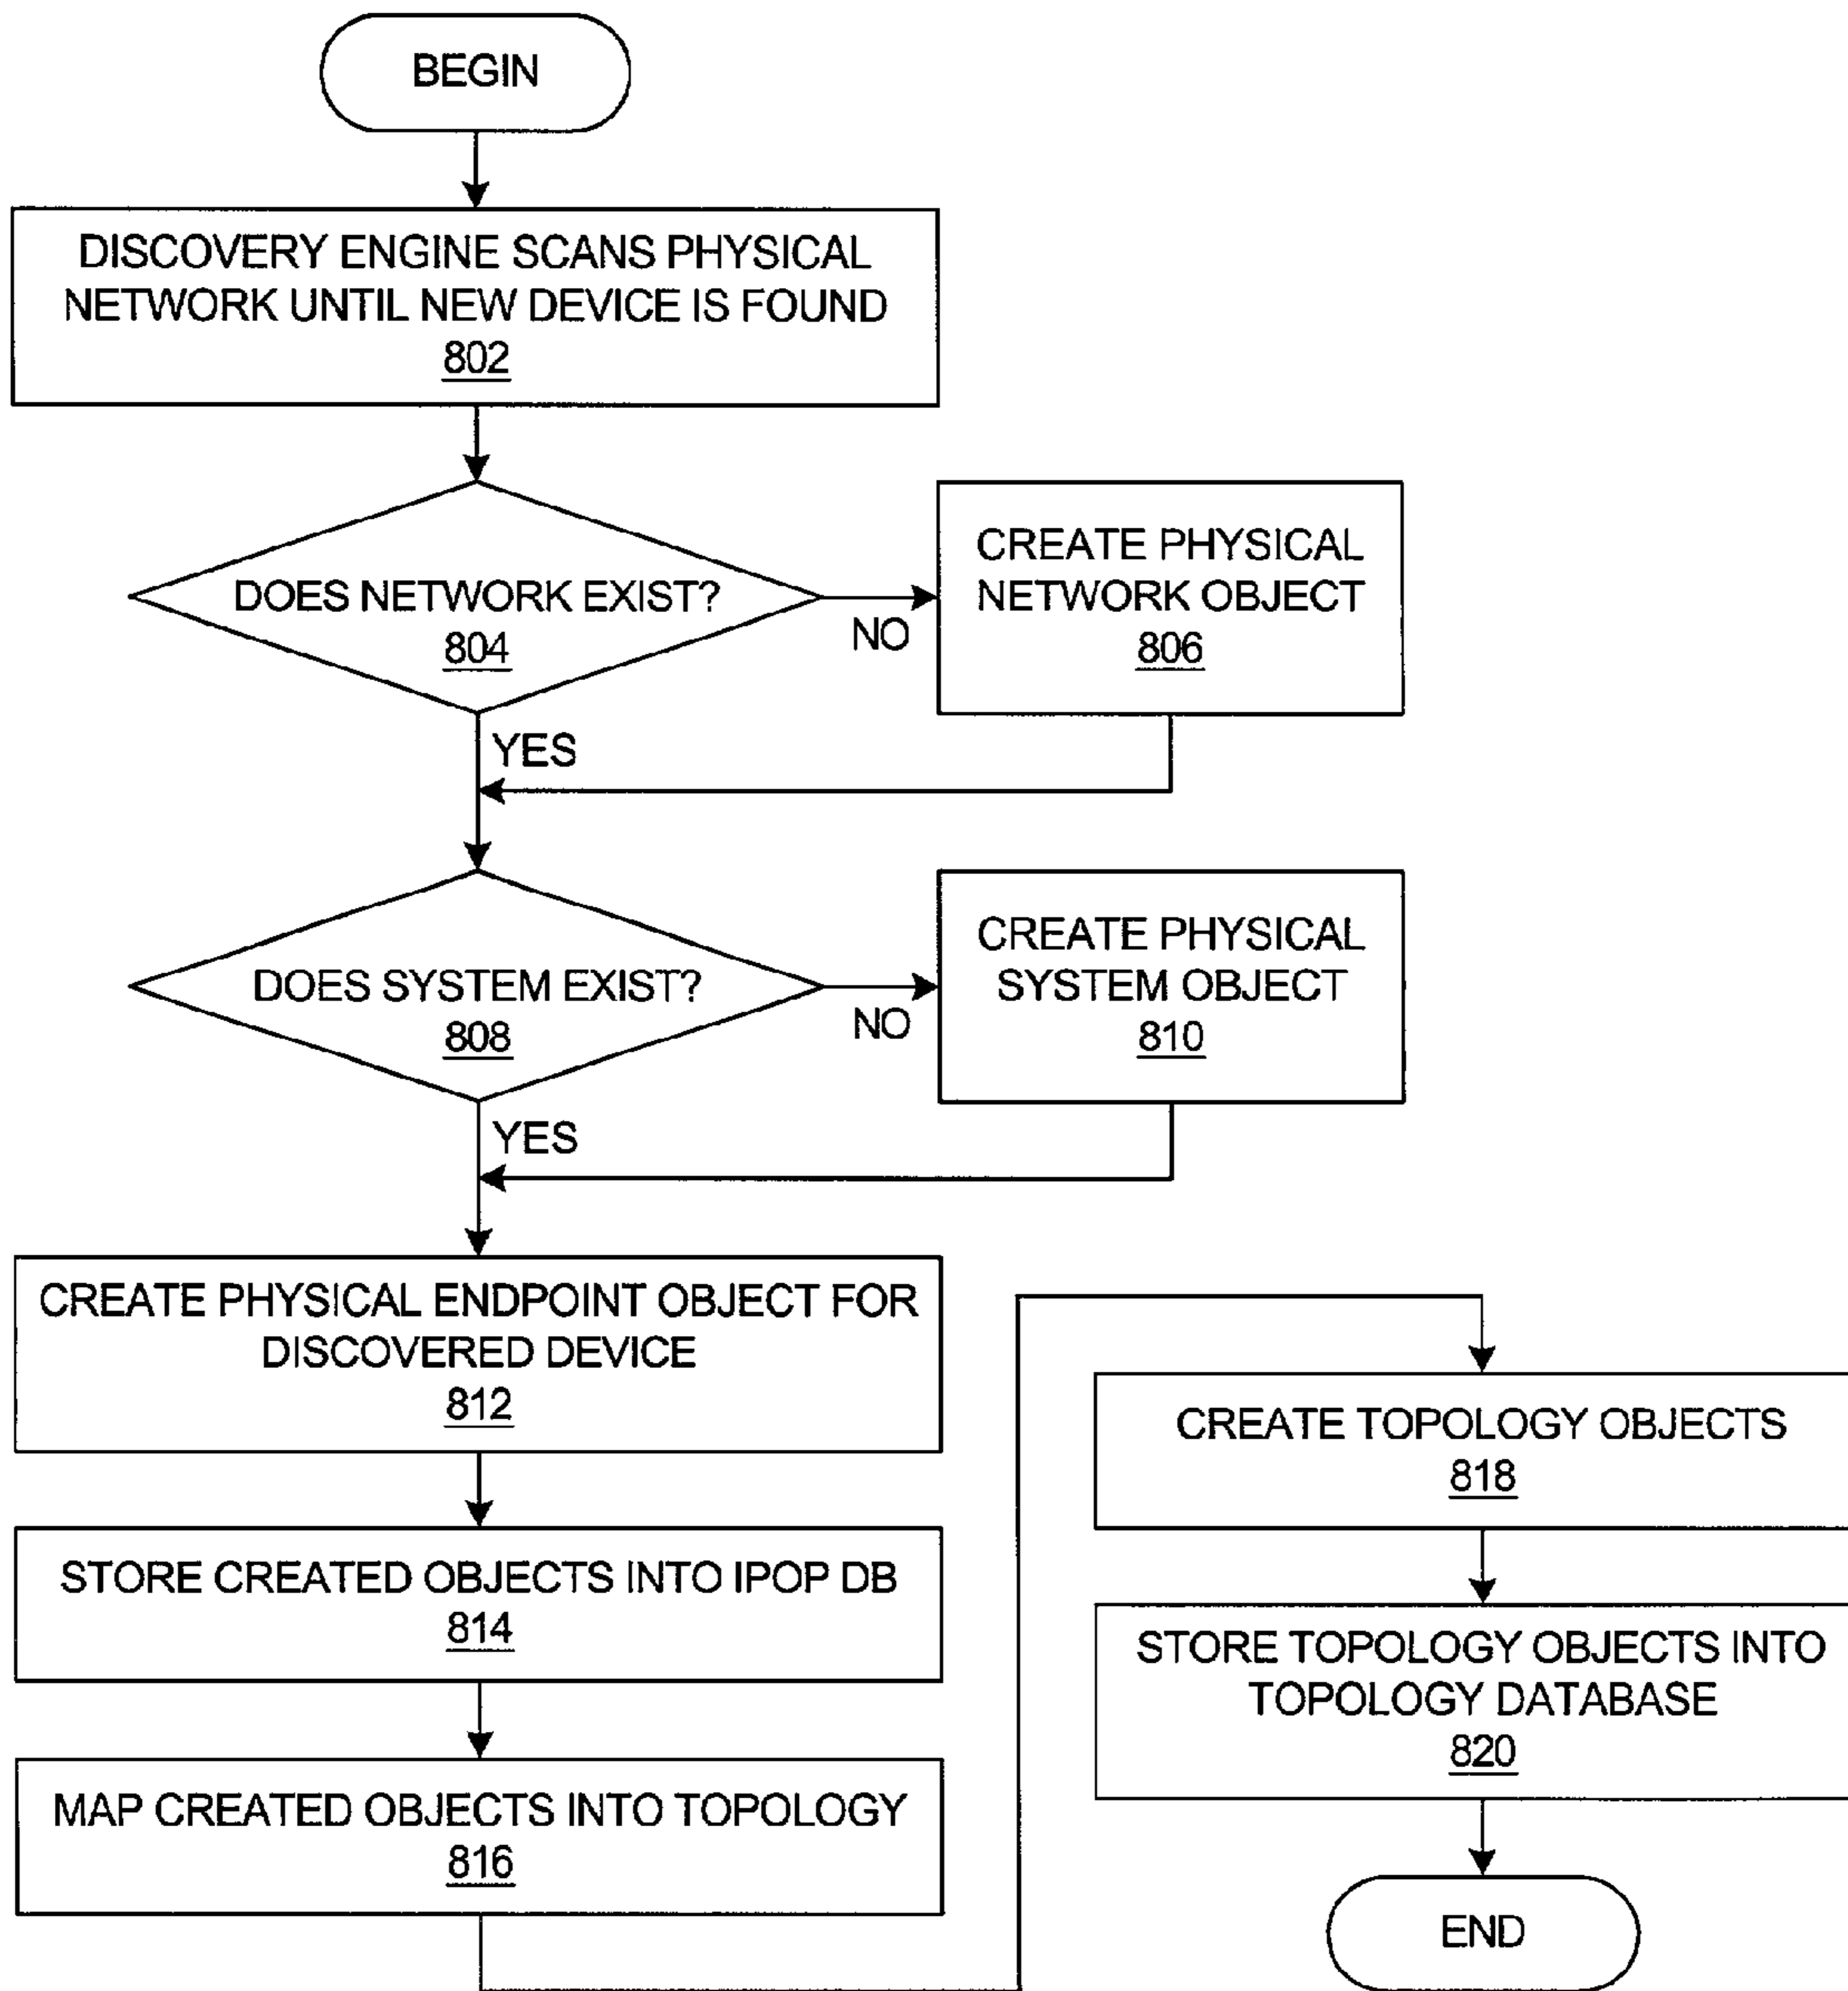 BEGIN
DISCOVERY ENGINE SCANS PHYSICAL
NETWORK UNTIL NEW DEVICE IS FOUND
802
DOES NETWORK EXIST?
804
NO
CREATE PHYSICAL
NETWORK OBJECT
806
YES
DOES SYSTEM EXIST?
808
NO
CREATE PHYSICAL
SYSTEM OBJECT
810
YES
CREATE PHYSICAL ENDPOINT OBJECT FOR
DISCOVERED DEVICE
812
STORE CREATED OBJECTS INTO IPOP DB
814
MAP CREATED OBJECTS INTO TOPOLOGY
816
CREATE TOPOLOGY OBJECTS
818
STORE TOPOLOGY OBJECTS INTO
TOPOLOGY DATABASE
820
END